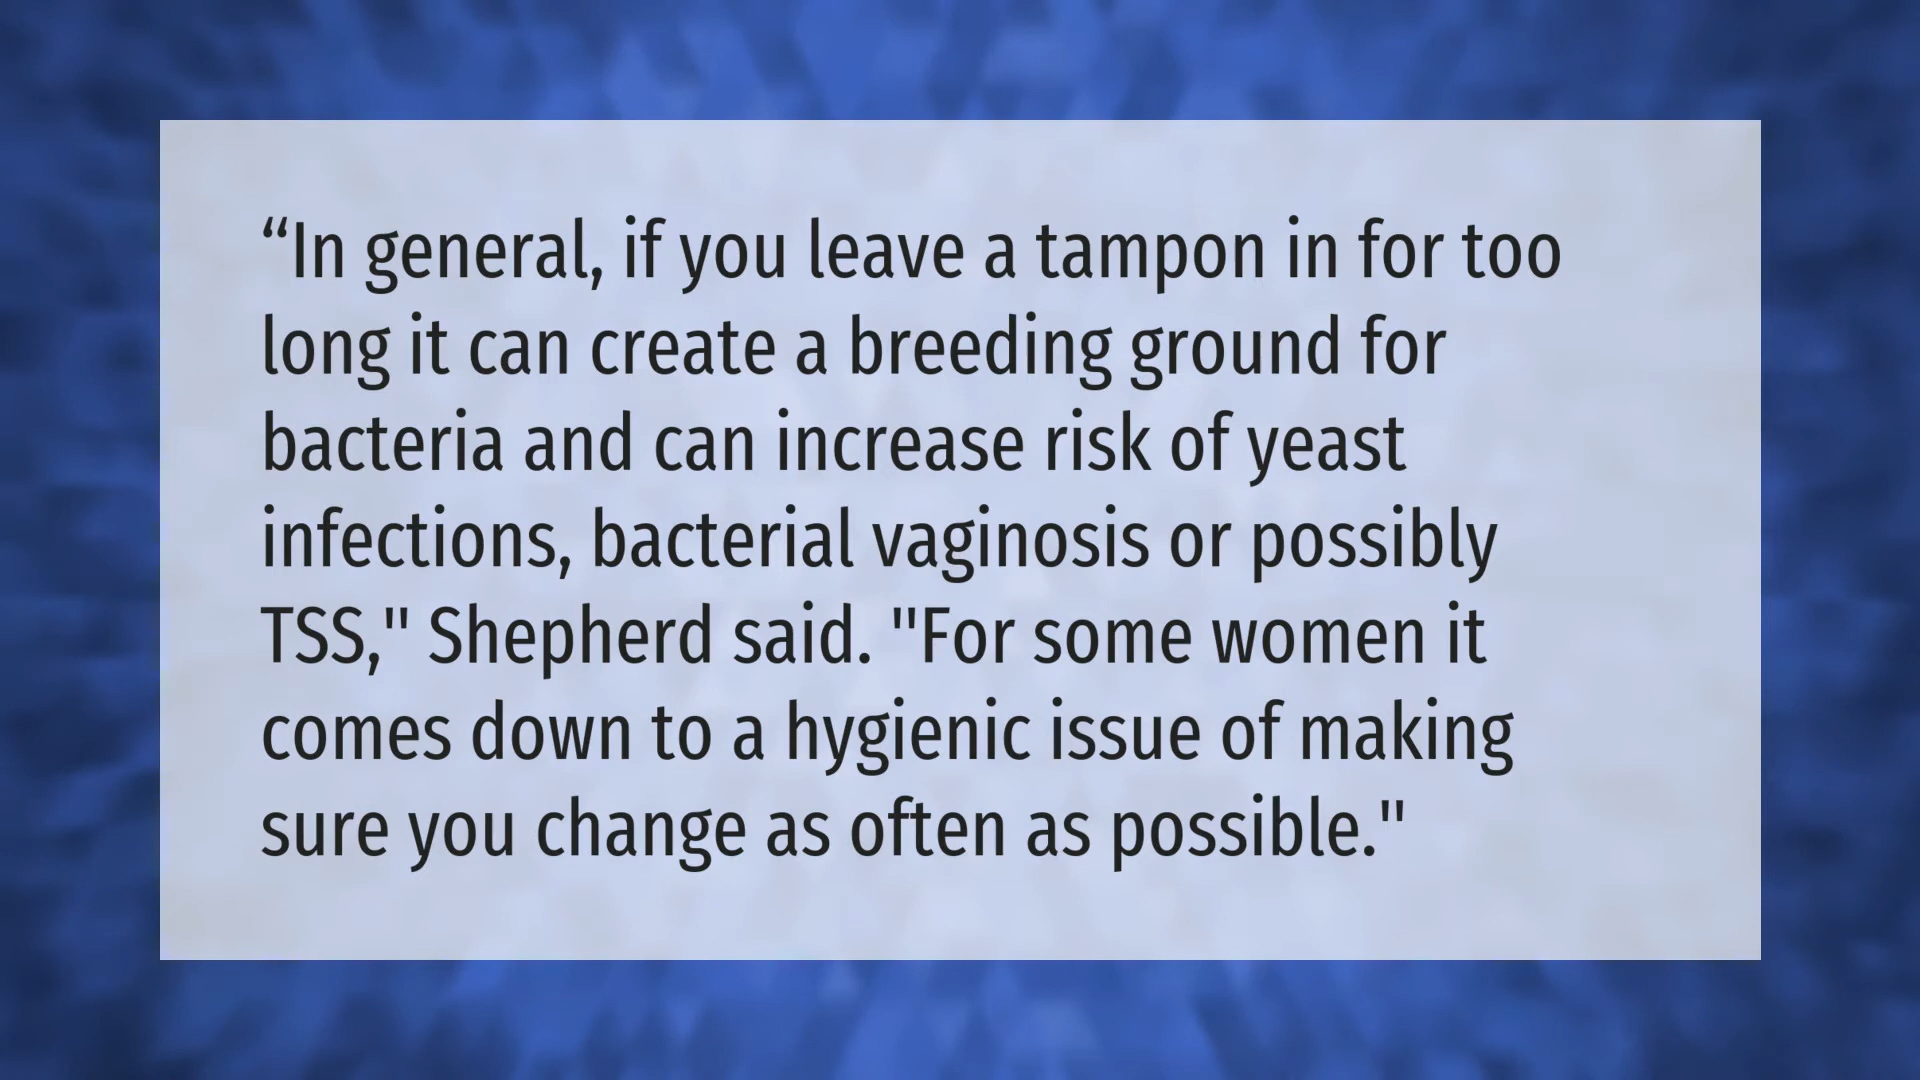 “In general, if you leave a tampon in for too
long it can create a breeding ground for
bacteria and can increase risk of yeast
infections, bacterial vaginosis or possibly
TSS," Shepherd said. "For some women it
comes down to a hygienic issue of making
sure you change as often as possible."